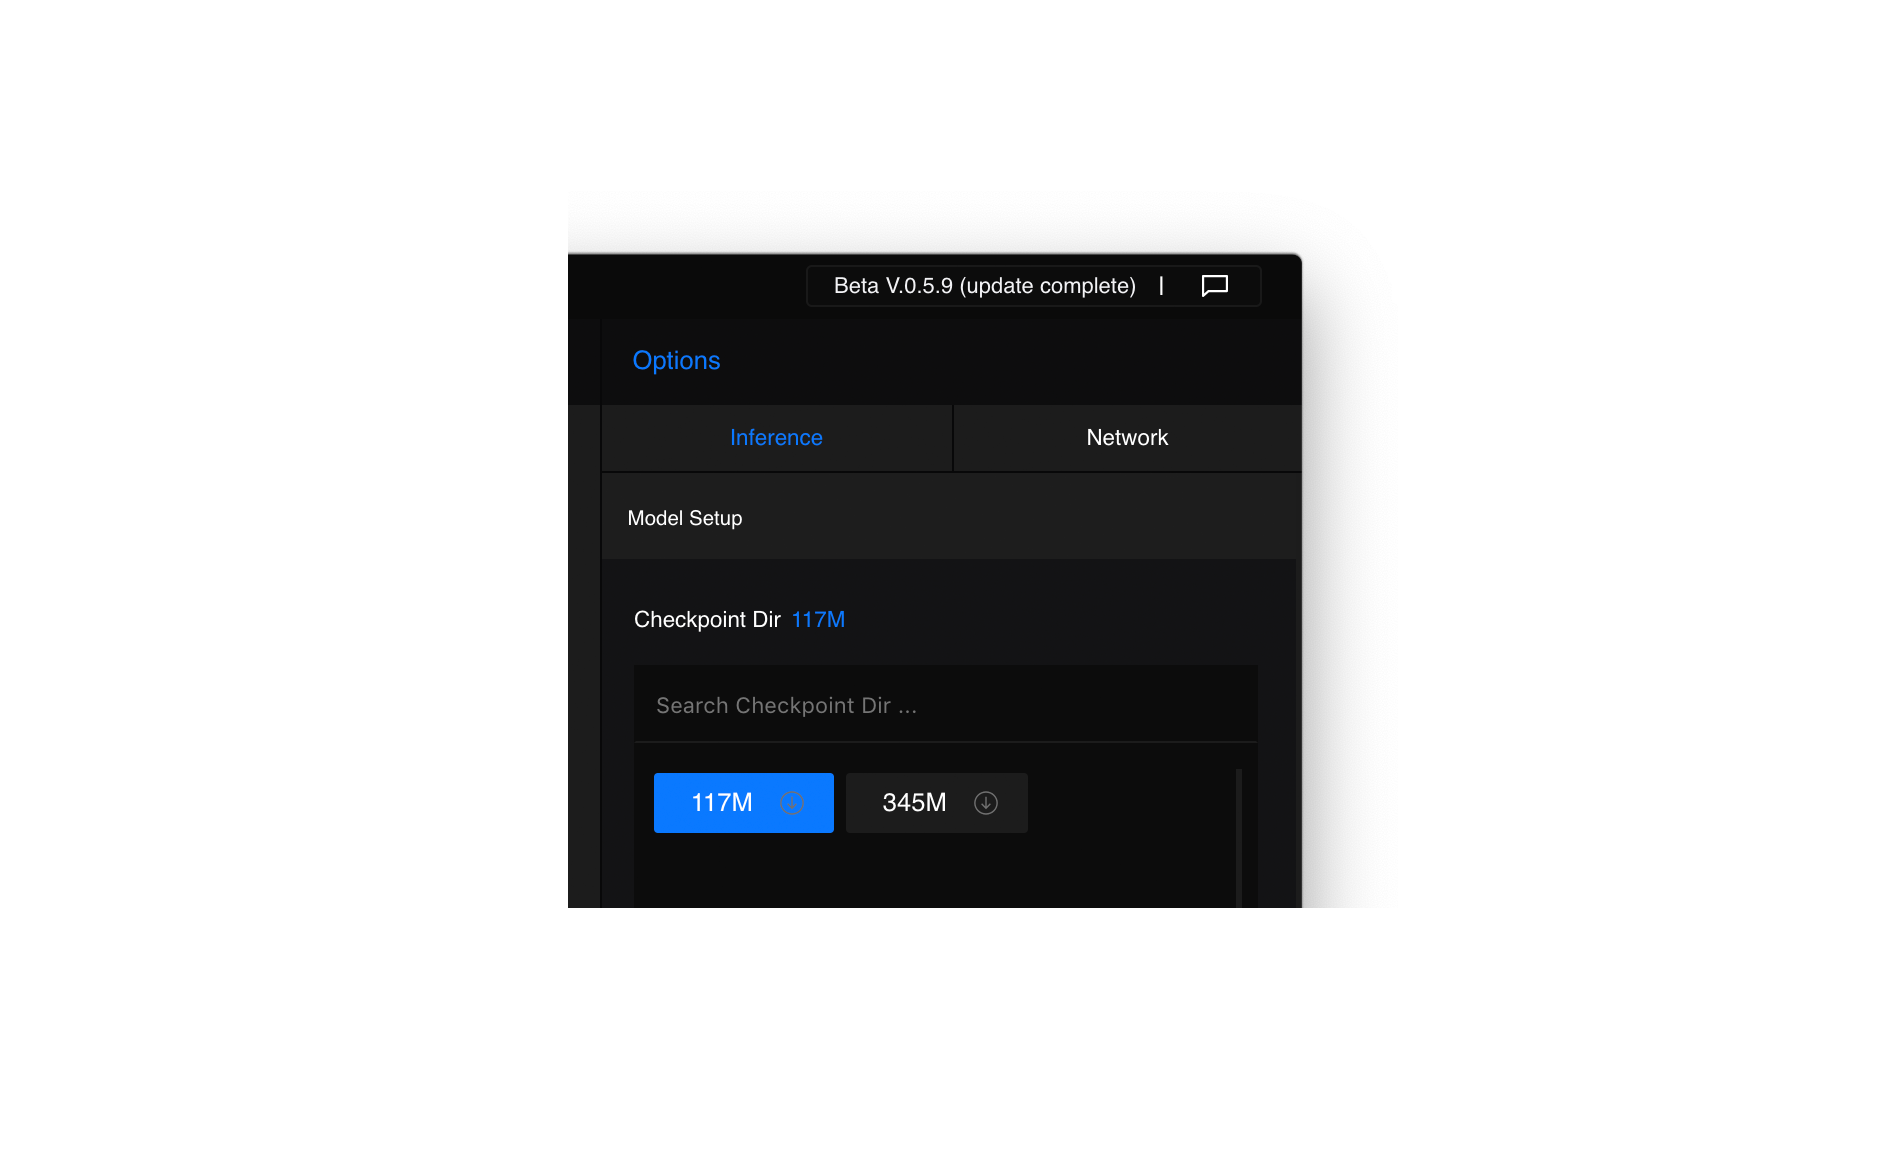 Beta V.0.5.9 (update complete) |
Options
Inference Network
Model Setup
Checkpoint Dir 117M
Search Checkpoint Dir ...
117M 345M